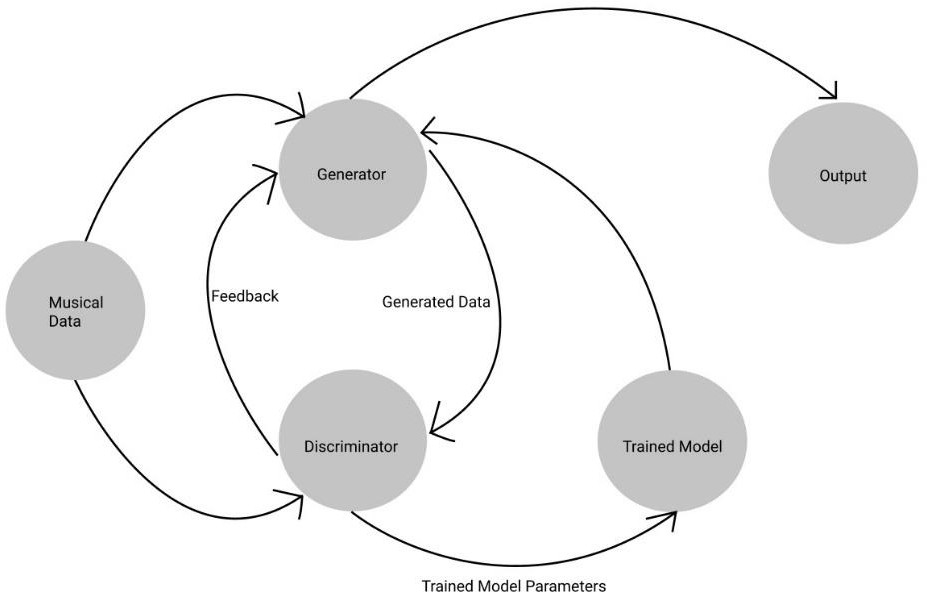 Generator
Output
Musical
Data
Feedback
Generated Data
Discriminator
Trained Model
Trained Model Parameters